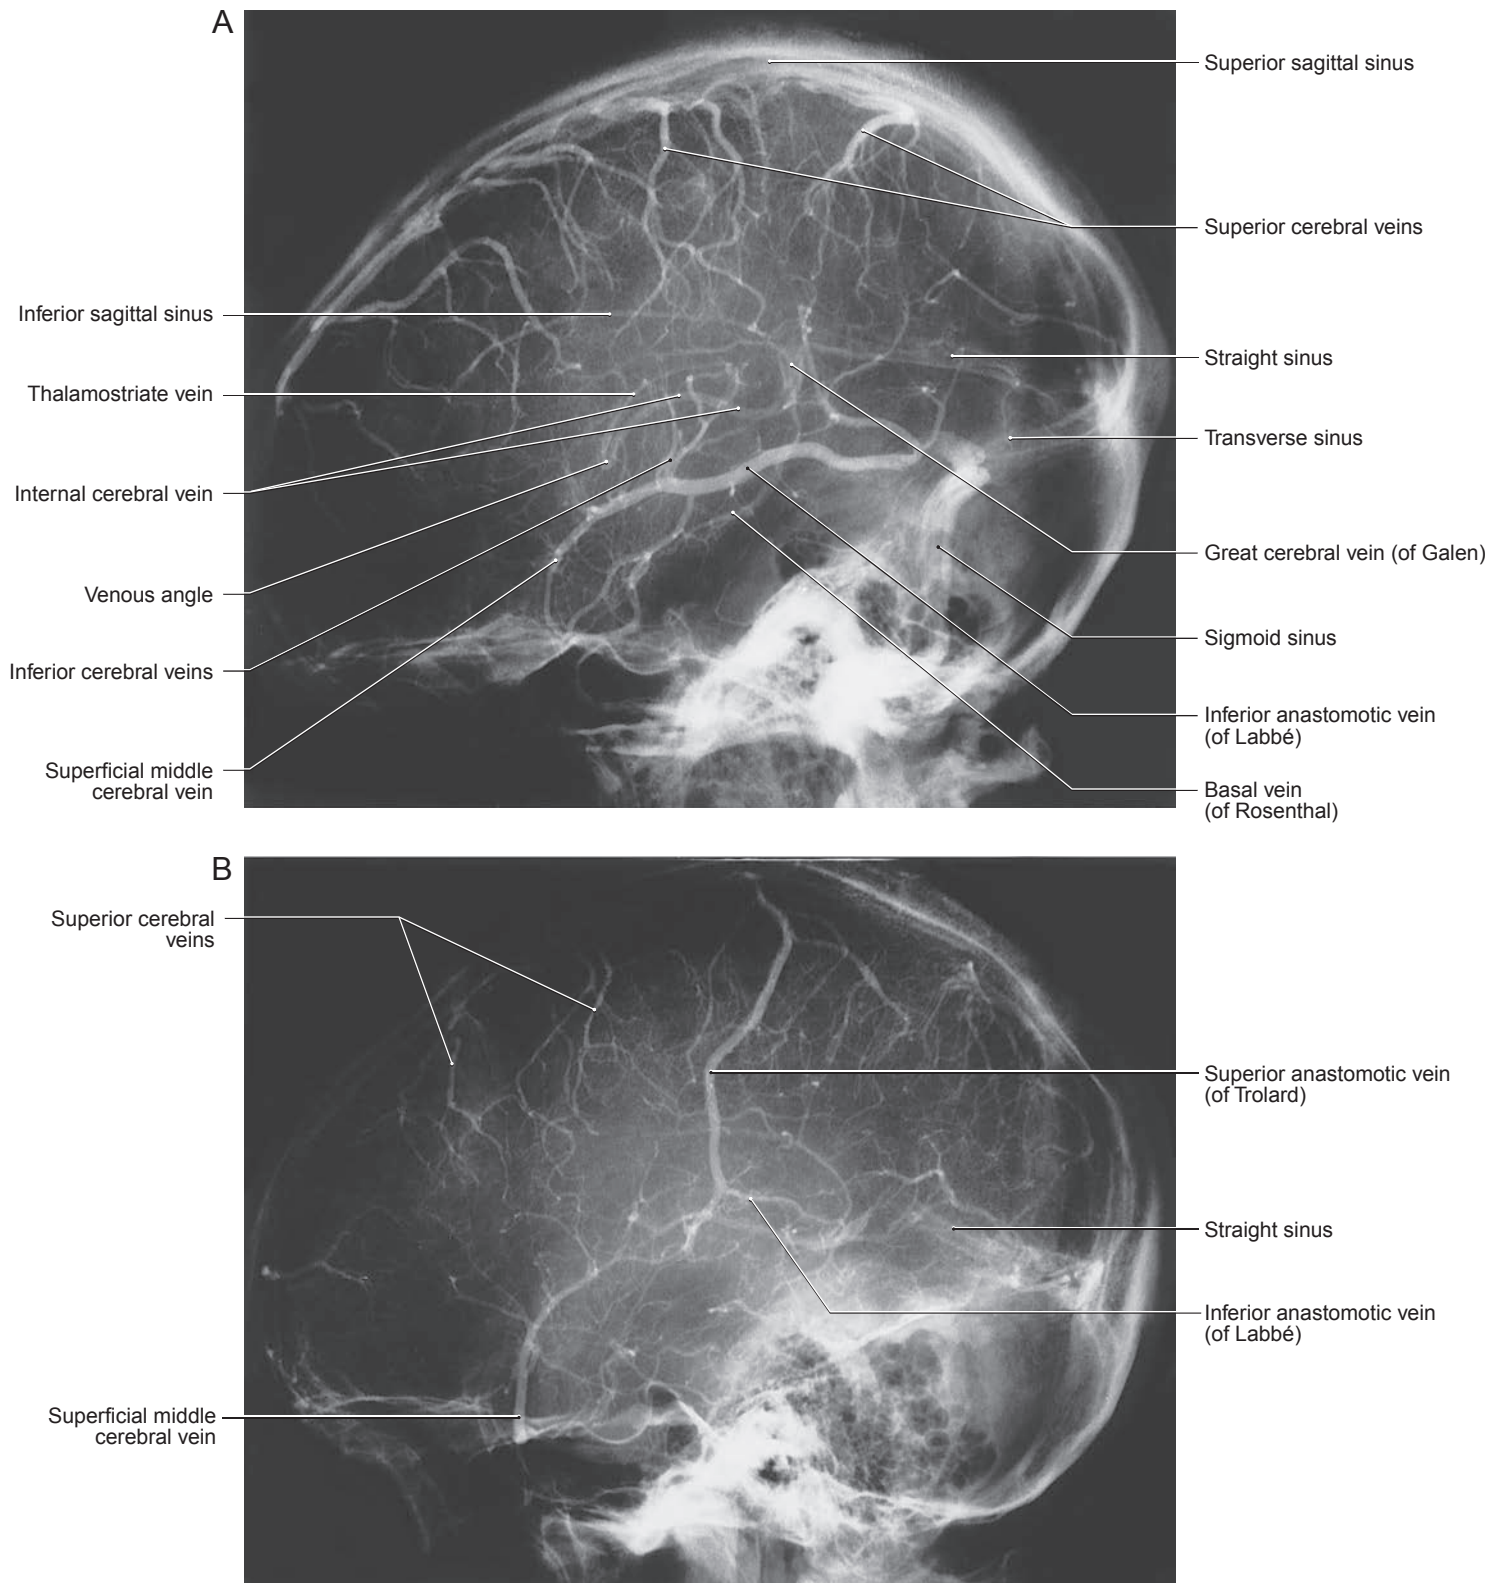 A
Superior sagittal sinus
Superior cerebral veins
Inferior sagittal sinus
Straight sinus
Thalamostriate vein
Transverse sinus
Internal cerebral vein
Great cerebral vein (of Galen)
Venous angle
Sigmoid sinus
Inferior cerebral veins
Inferior anastomotic vein
(of Labbé)
Superficial middle
cerebral vein
Basal vein
(of Rosenthal)
B
Superior cerebral
veins
Superior anastomotic vein
(of Trolard)
Straight sinus
Inferior anastomotic vein
(of Labbé)
Superficial middle
cerebral vein